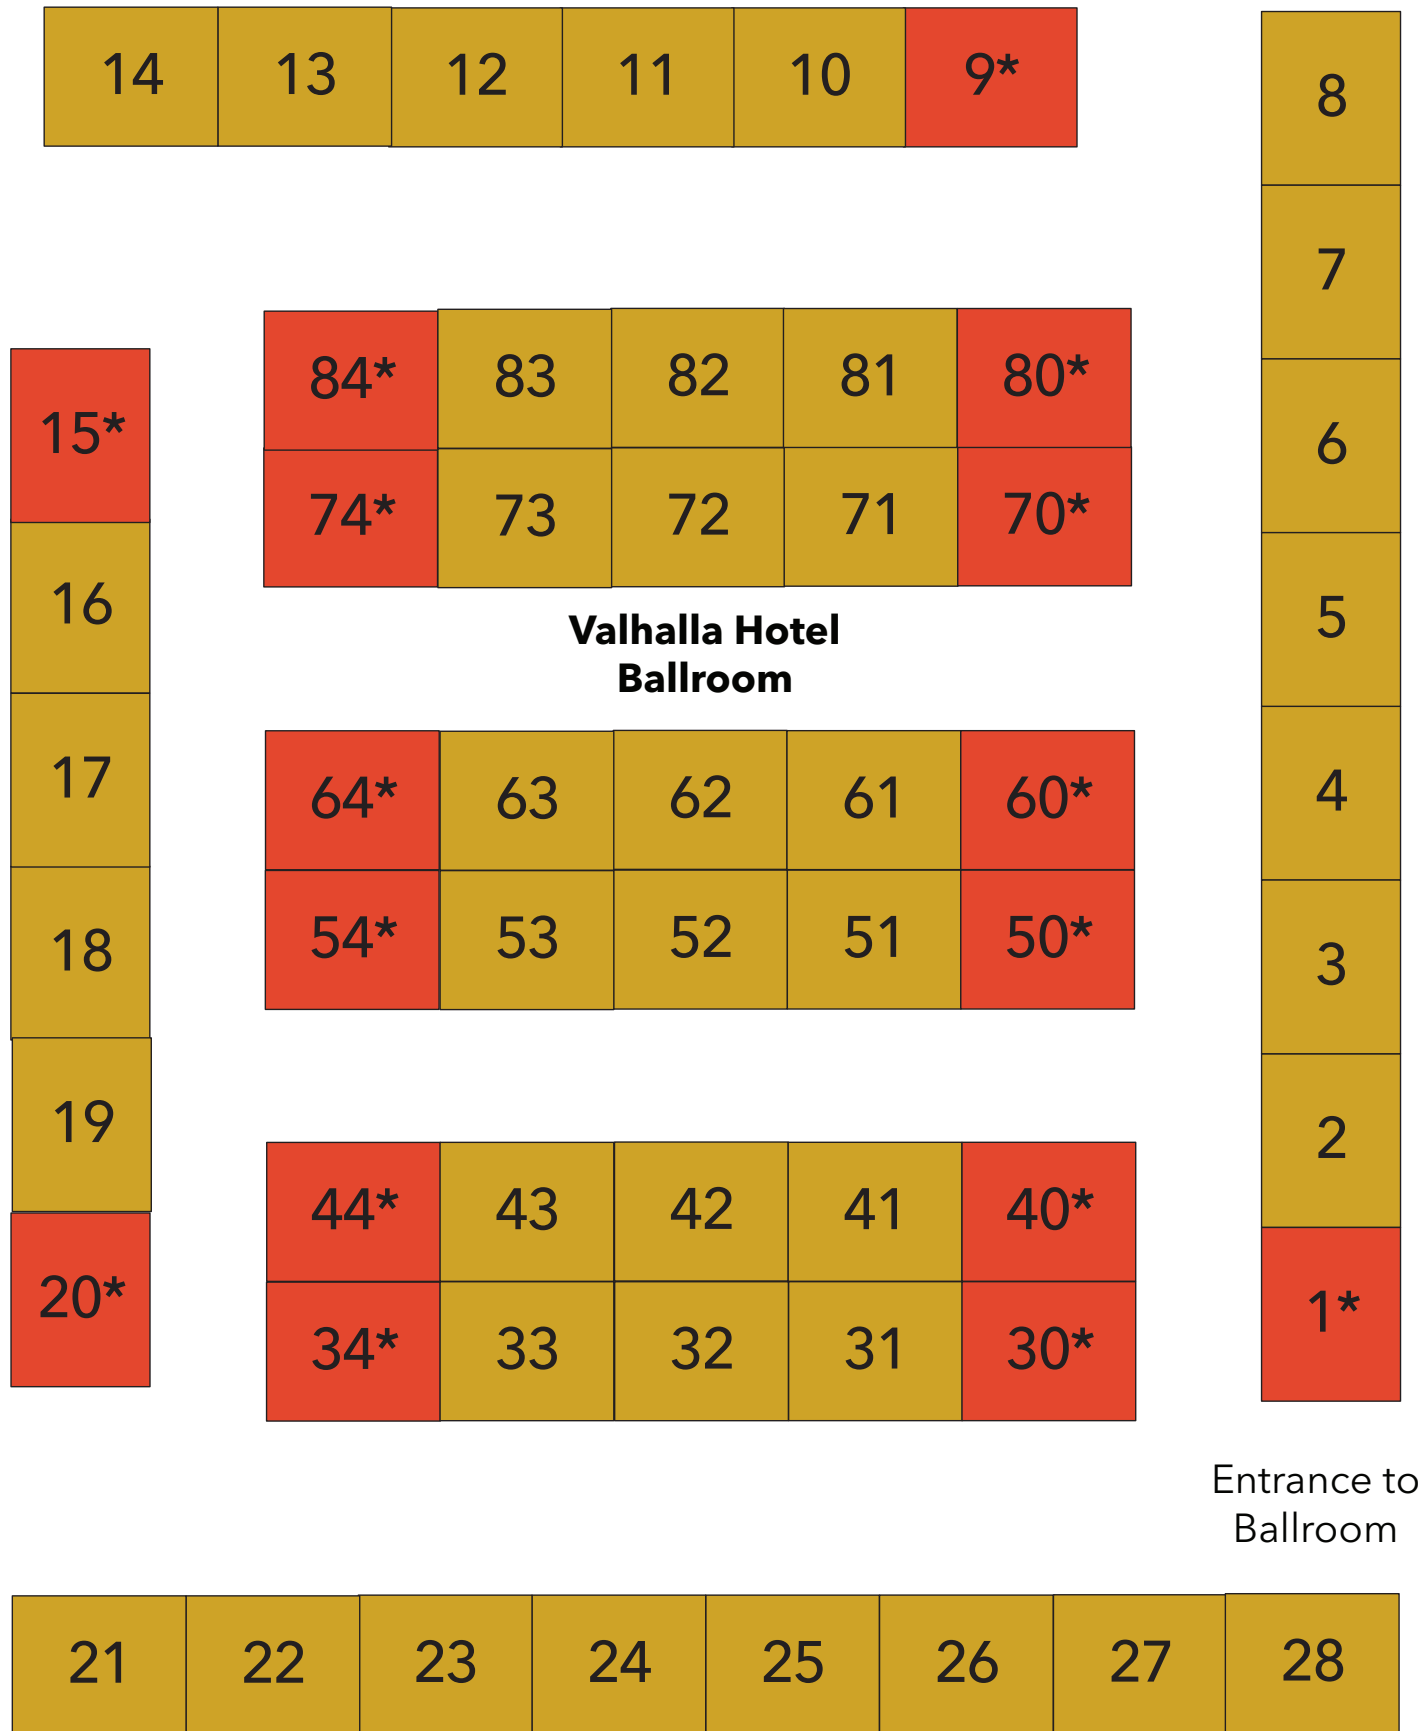 14 13 12 11 10 9*
8
7
6
5
4
3
2
1*
84* 83 82 81 80*
74* 73 72 71 70*
15*
16
17
18
19
20*
Valhalla Hotel
Ballroom
64* 63 62 61 60*
54* 53 52 51 50*
44* 43 42 41 40*
34* 33 32 31 30*
Entrance to
Ballroom
21 22 23 24 25 26 27 28